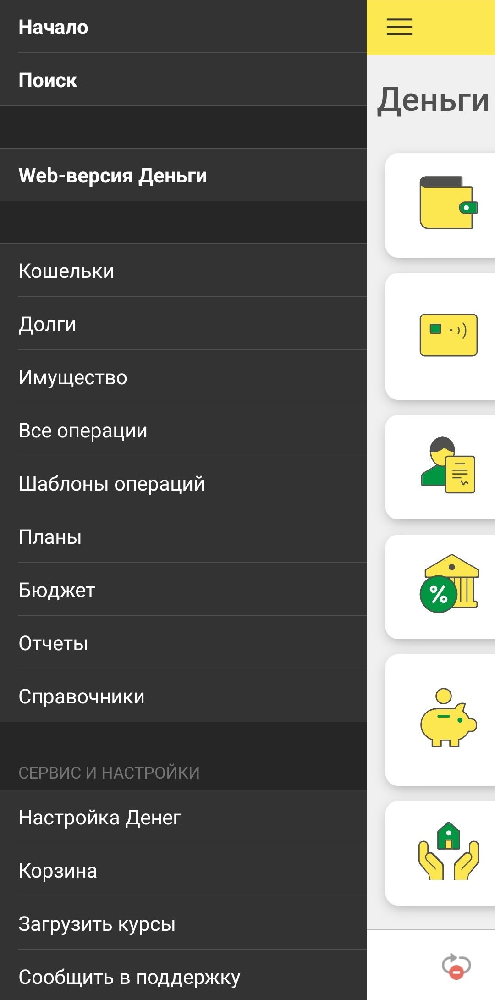 Начало
Поиск
Деньги
Web-версия Деньги
Кошельки
Долги
Имущество
Все операции
Шаблоны операций
Планы
Бюджет
Отчеты
Справочники
СЕРВИС И НАСТРОЙКИ
Настройка Денег
Корзина
Загрузить курсы
Сообщить в поддержку